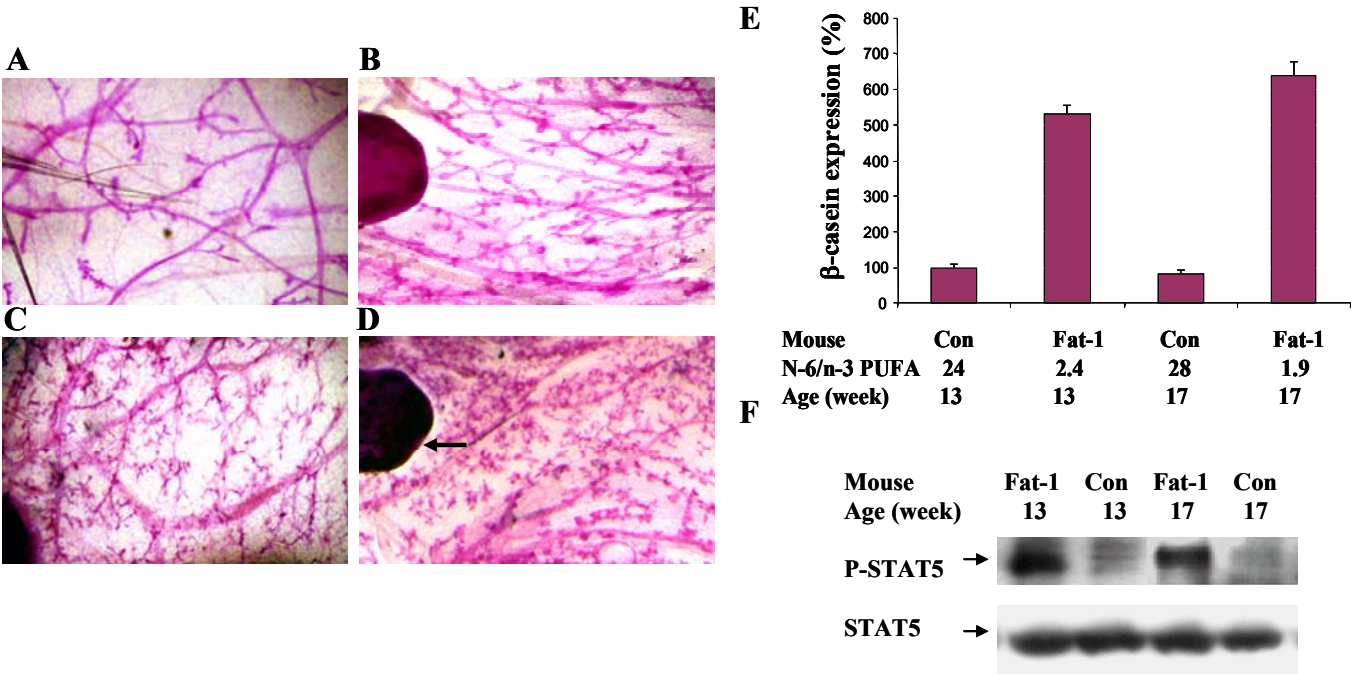 A
B
C
D
E
β-casein expression (%)
800
700
600
500
400
300
200
100
0
Mouse Con Fat-1 Con Fat-1
N-6/n-3 PUFA 24 2.4 28 1.9
Age (week) 13 13 17 17
F
Mouse Fat-1 Con Fat-1 Con
Age (week) 13 13 17 17
P-STAT5
STAT5